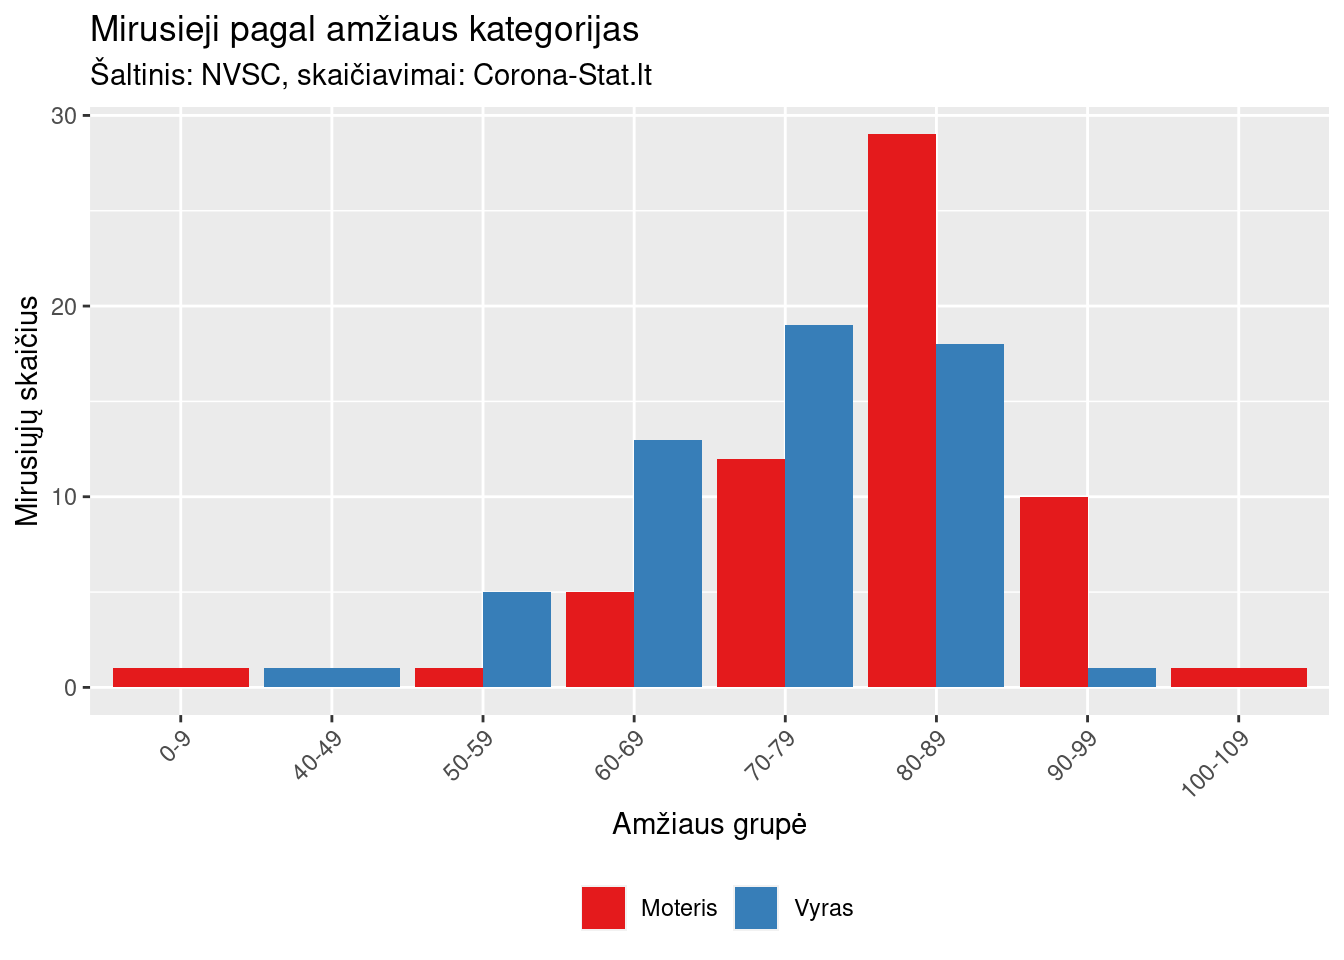 Mirusieji pagal amžiaus kategorijas
Šaltinis: NVSC, skaičiavimai: Corona-Stat.lt
Mirusiųjų skaičius
30
20
10
0
0-9
40-49
50-59
60-69
70-79
80-89
90-99
100-109
Amžiaus grupė
Moteris
Vyras